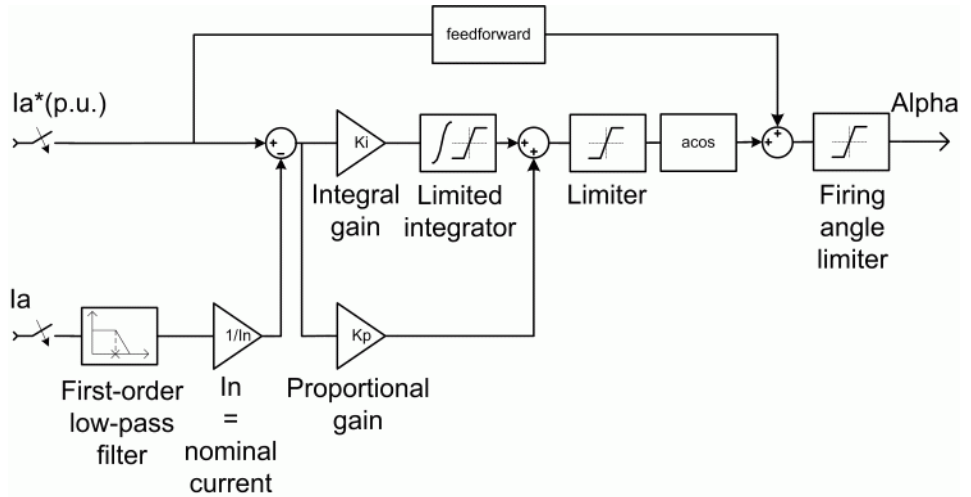 feedforward
Ia*(p.u.)
Alpha
+
−
Ki
+
+
acos
+
+
Integral
gain
Limited
integrator
Limiter
Firing
angle
limiter
Ia
1/In
Kp
First-order
low-pass
filter
In
=
nominal
current
Proportional
gain